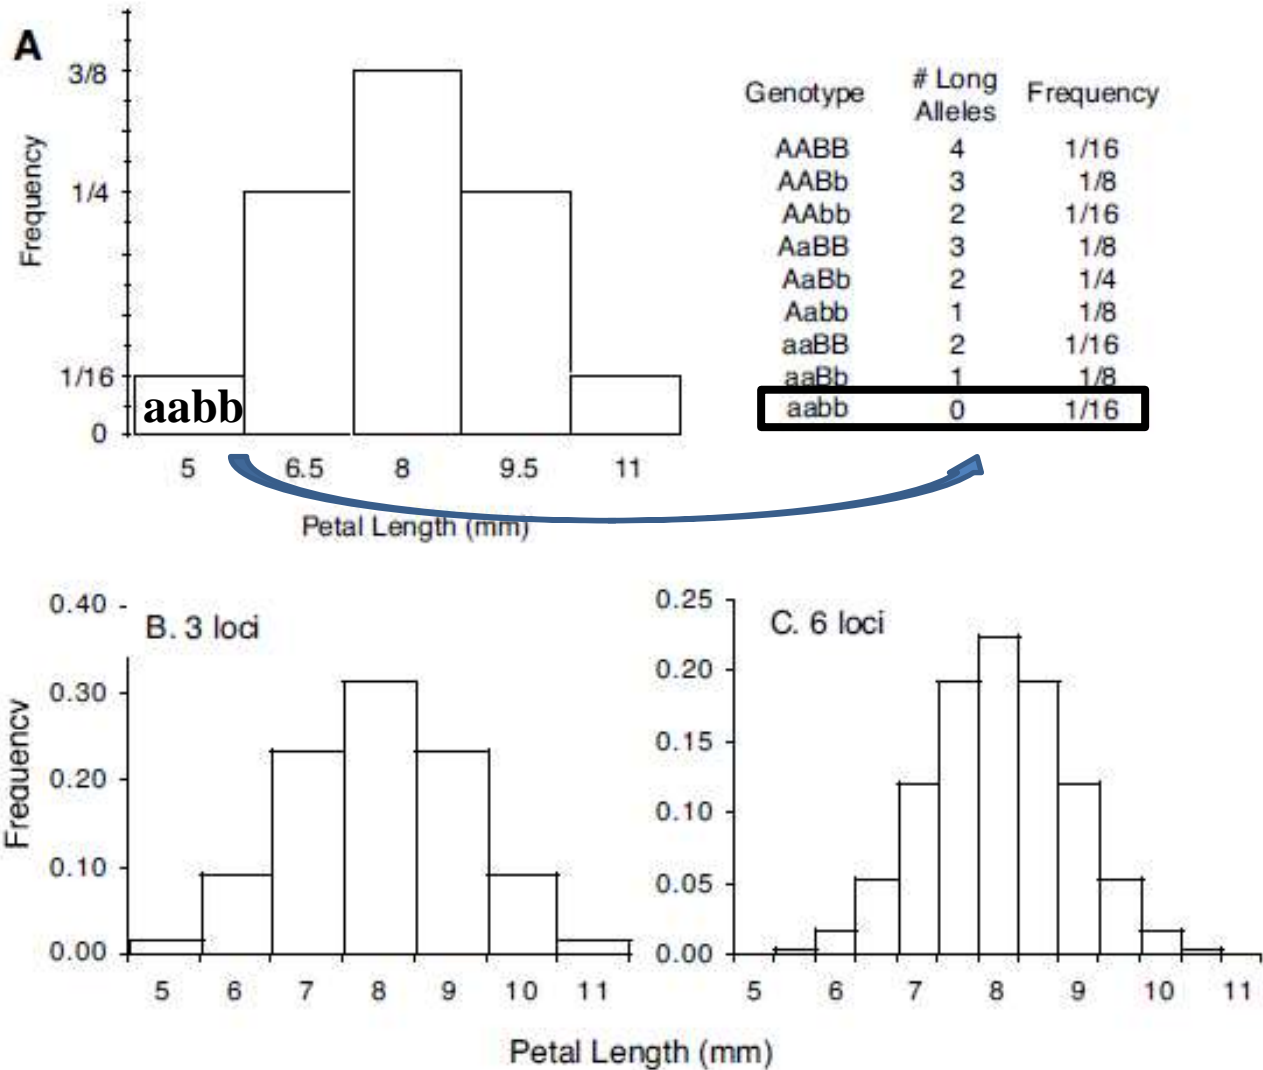 A
Frequency
3/8
1/4
1/16
0
aabb
5 6.5 8 9.5 11
Petal Length (mm)
Genotype # Long Alleles Frequency
AABB 4 1/16
AABb 3 1/8
AAbb 2 1/16
AaBB 3 1/8
AaBb 2 1/4
Aabb 1 1/8
aaBB 2 1/16
aaBb 1 1/8
aabb 0 1/16
B. 3 loci
Frequency
0.40
0.30
0.20
0.10
0.00
5 6 7 8 9 10 11
C. 6 loci
0.25
0.20
0.15
0.10
0.05
0.00
5 6 7 8 9 10 11
Petal Length (mm)